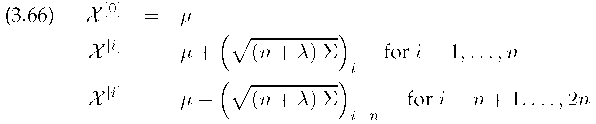 (3.66) 𝒳^[0] = μ
𝒳^[i] μ + (√((n + λ) Σ))_i for i 1, . . . , n
𝒳^[i] μ − (√((n + λ) Σ))_{i n} for i n + 1, . . . , 2n